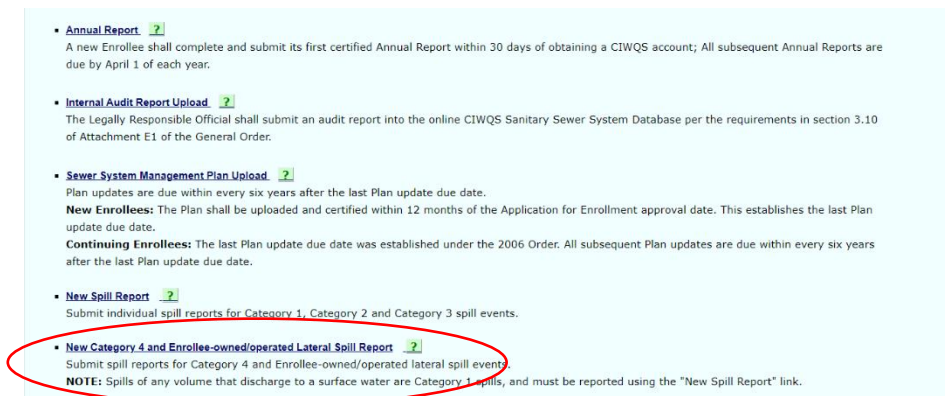 ▪ Annual Report ?
A new Enrollee shall complete and submit its first certified Annual Report within 30 days of obtaining a CIWQS account; All subsequent Annual Reports are
due by April 1 of each year.
▪ Internal Audit Report Upload ?
The Legally Responsible Official shall submit an audit report into the online CIWQS Sanitary Sewer System Database per the requirements in section 3.10
of Attachment E1 of the General Order.
▪ Sewer System Management Plan Upload ?
Plan updates are due within every six years after the last Plan update due date.
New Enrollees: The Plan shall be uploaded and certified within 12 months of the Application for Enrollment approval date. This establishes the last Plan
update due date.
Continuing Enrollees: The last Plan update due date was established under the 2006 Order. All subsequent Plan updates are due within every six years
after the last Plan update due date.
▪ New Spill Report ?
Submit individual spill reports for Category 1, Category 2 and Category 3 spill events.
▪ New Category 4 and Enrollee-owned/operated Lateral Spill Report ?
Submit spill reports for Category 4 and Enrollee-owned/operated lateral spill events.
NOTE: Spills of any volume that discharge to a surface water are Category 1 spills, and must be reported using the "New Spill Report" link.